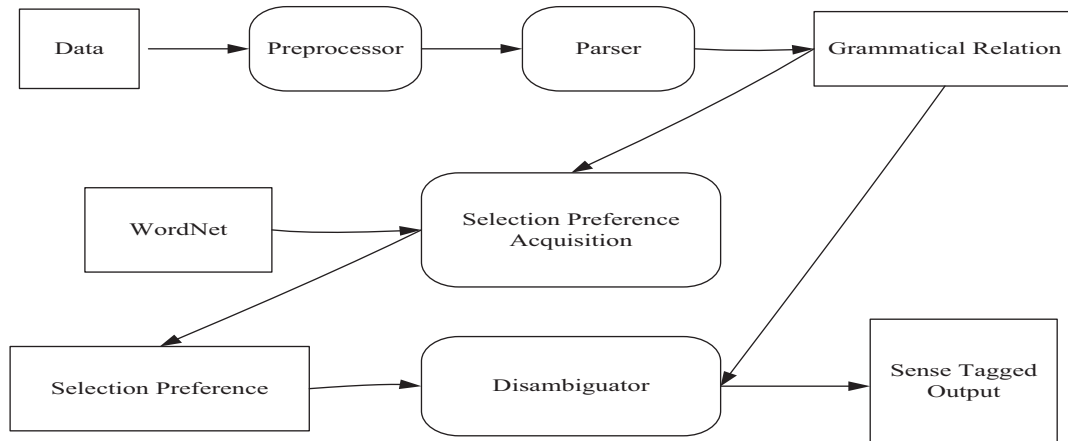 Data
Preprocessor
Parser
Grammatical Relation
WordNet
Selection Preference
Acquisition
Selection Preference
Disambiguator
Sense Tagged
Output